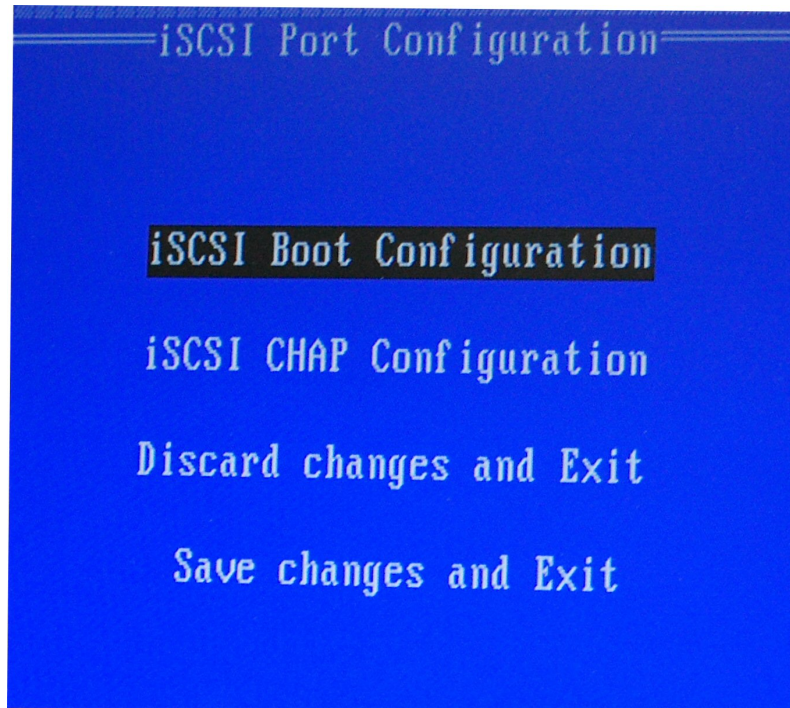 iSCSI Port Configuration
iSCSI Boot Configuration
iSCSI CHAP Configuration
Discard changes and Exit
Save changes and Exit